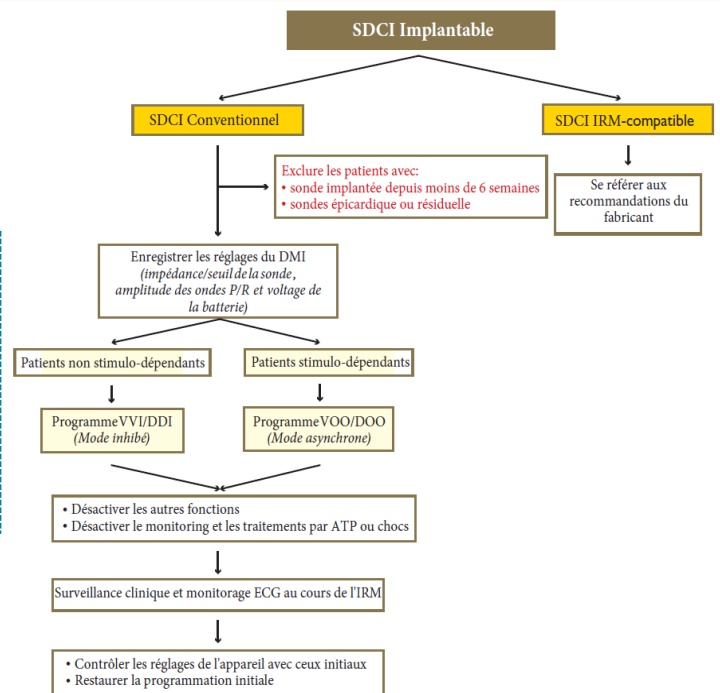 SDCI Implantable
SDCI Conventionnel
SDCI IRM-compatible
Exclure les patients avec:
• sonde implantée depuis moins de 6 semaines
• sondes épicardique ou résiduelle
Se référer aux
recommandations du
fabricant
Enregistrer les réglages du DMI
(impédance/seuil de la sonde,
amplitude des ondes P/R et voltage de
la batterie)
Patients non stimulo-dépendants
Patients stimulo-dépendants
Programme VVI/DDI
(Mode inhibé)
Programme VOO/DOO
(Mode asynchrone)
• Désactiver les autres fonctions
• Désactiver le monitoring et les traitements par ATP ou chocs
Surveillance clinique et monitorage ECG au cours de l'IRM
• Contrôler les réglages de l'appareil avec ceux initiaux
• Restaurer la programmation initiale